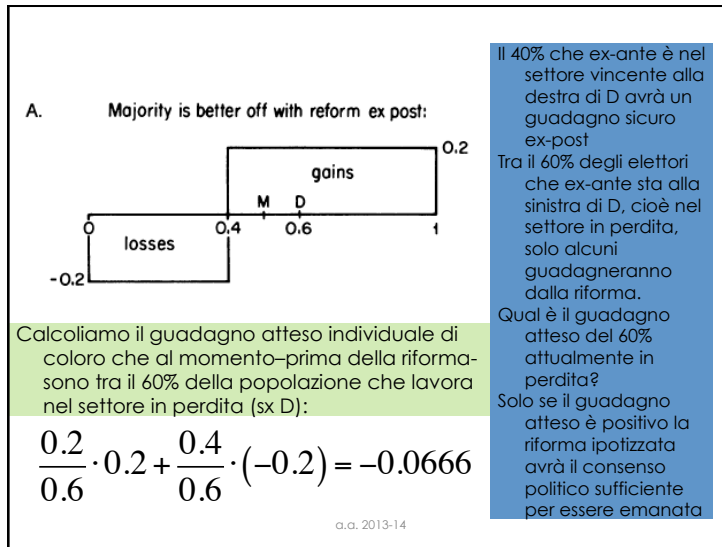 A. Majority is better off with reform ex post:
0.2
gains
M D
0 0.4 0.6 1
losses
-0.2
Calcoliamo il guadagno atteso individuale di
coloro che al momento–prima della riforma-
sono tra il 60% della popolazione che lavora
nel settore in perdita (sx D):
0.2/0.6 · 0.2 + 0.4/0.6 · (−0.2) = −0.0666
Il 40% che ex-ante è nel
settore vincente alla
destra di D avrà un
guadagno sicuro
ex-post
Tra il 60% degli elettori
che ex-ante sta alla
sinistra di D, cioè nel
settore in perdita,
solo alcuni
guadagneranno
dalla riforma.
Qual è il guadagno
atteso del 60%
attualmente in
perdita?
Solo se il guadagno
atteso è positivo la
riforma ipotizzata
avrà il consenso
politico sufficiente
per essere emanata
a.a. 2013-14